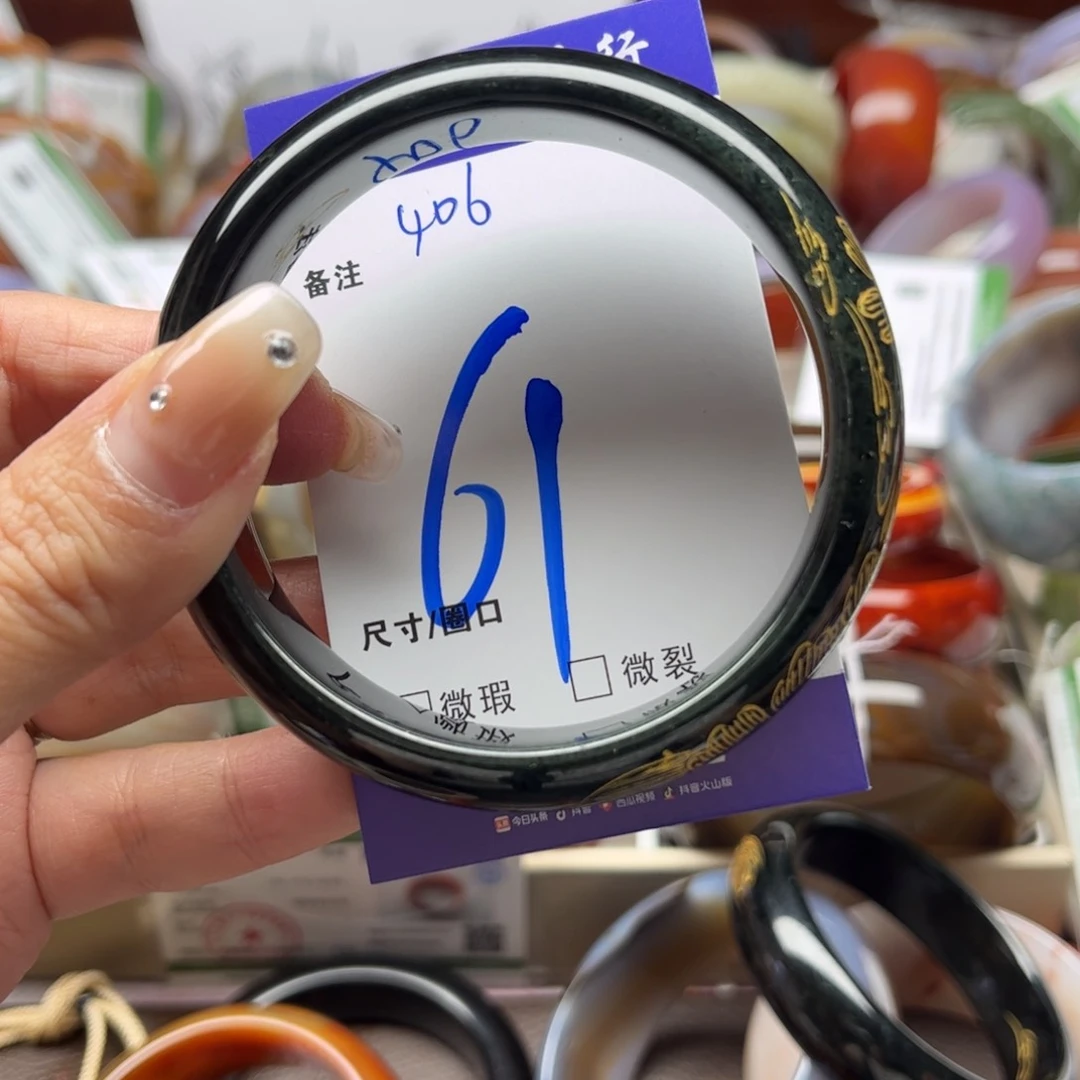 行
406
备注
61
尺寸/圈口
微瑕
微裂
今日头条 抖音 西瓜视频 抖音火山版